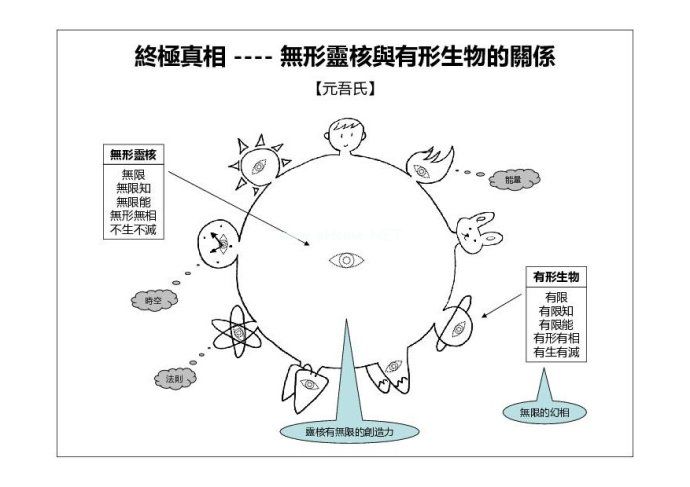 終極真相 ---- 無形靈核與有形生物的關係
【元吾氏】
無形靈核
無限
無限知
無限能
無形無相
不生不滅
能量
時空
法則
有形生物
有限
有限知
有限能
有形有相
有生有滅
無限的幻相
靈核有無限的創造力